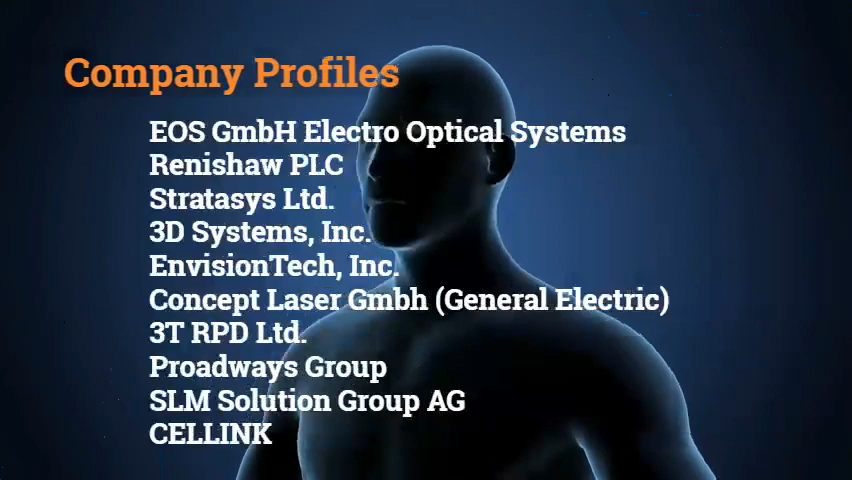 Company Profiles
EOS GmbH Electro Optical Systems
Renishaw PLC
Stratasys Ltd.
3D Systems, Inc.
EnvisionTech, Inc.
Concept Laser Gmbh (General Electric)
3T RPD Ltd.
Proadways Group
SLM Solution Group AG
CELLINK